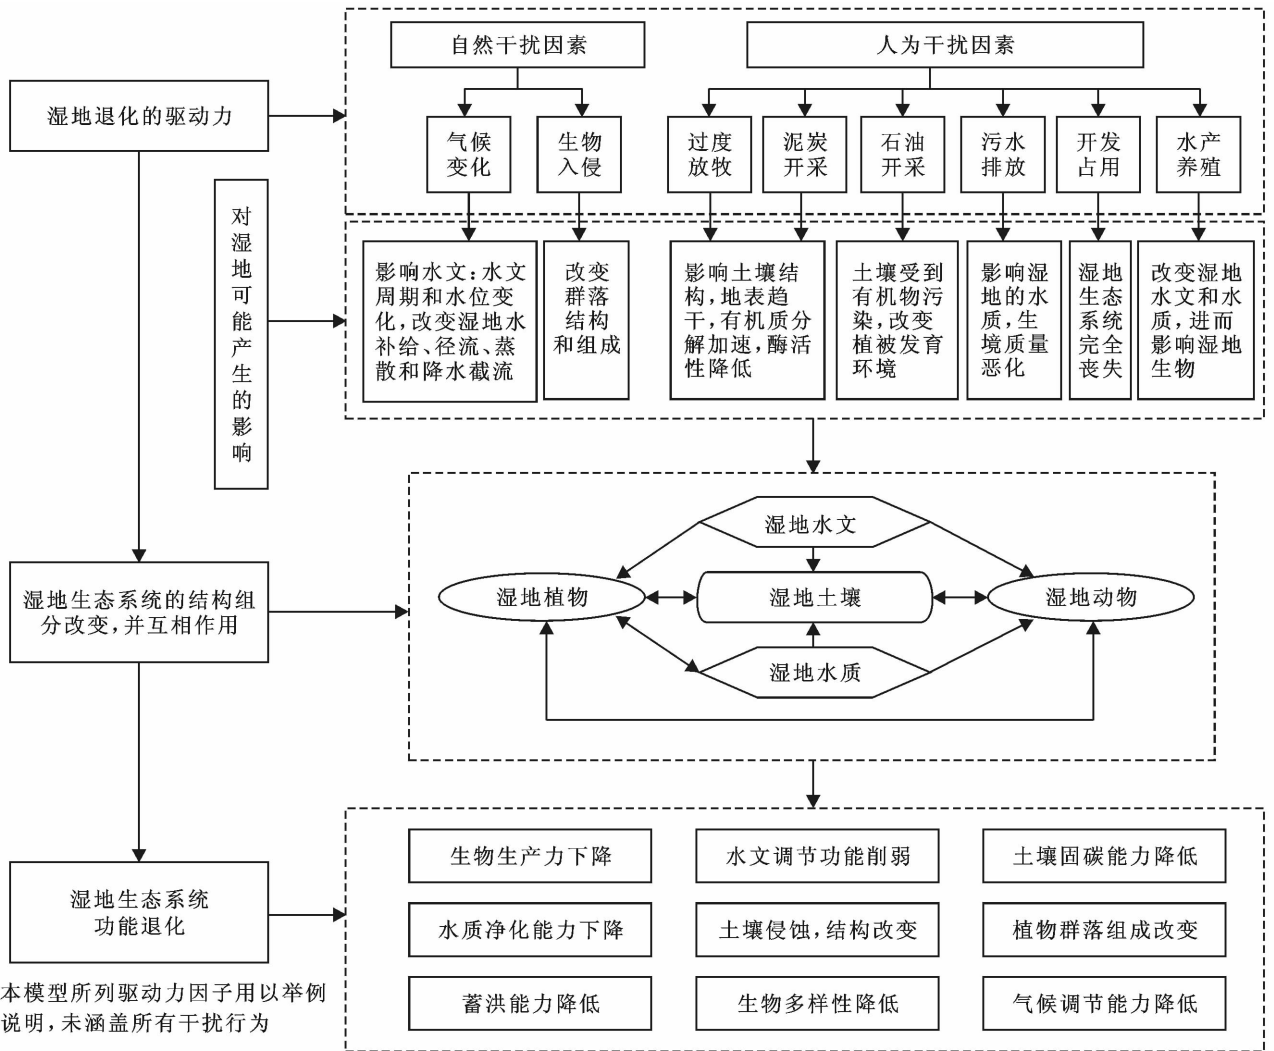 自然干扰因素
人为干扰因素
湿地退化的驱动力
气候
变化
生物
入侵
过度
放牧
泥炭
开采
石油
开采
污水
排放
开发
占用
水产
养殖
对湿地可能产生的影响
影响水文:水文
周期和水位变
化,改变湿地水
补给、径流、蒸
散和降水截流
改变
群落
结构
和组成
影响土壤结
构,地表趋
干,有机质分
解加速,酶活
性降低
土壤受到
有机物污
染,改变
植被发育
环境
影响湿
地的水
质,生
境质量
恶化
湿地
生态
系统
完全
丧失
改变湿地
水文和水
质,进而
影响湿地
生物
湿地生态系统的结构组
分改变,并互相作用
湿地水文
湿地植物
湿地土壤
湿地动物
湿地水质
湿地生态系统
功能退化
生物生产力下降
水文调节功能削弱
土壤固碳能力降低
水质净化能力下降
土壤侵蚀,结构改变
植物群落组成改变
蓄洪能力降低
生物多样性降低
气候调节能力降低
本模型所列驱动力因子用以举例
说明,未涵盖所有干扰行为